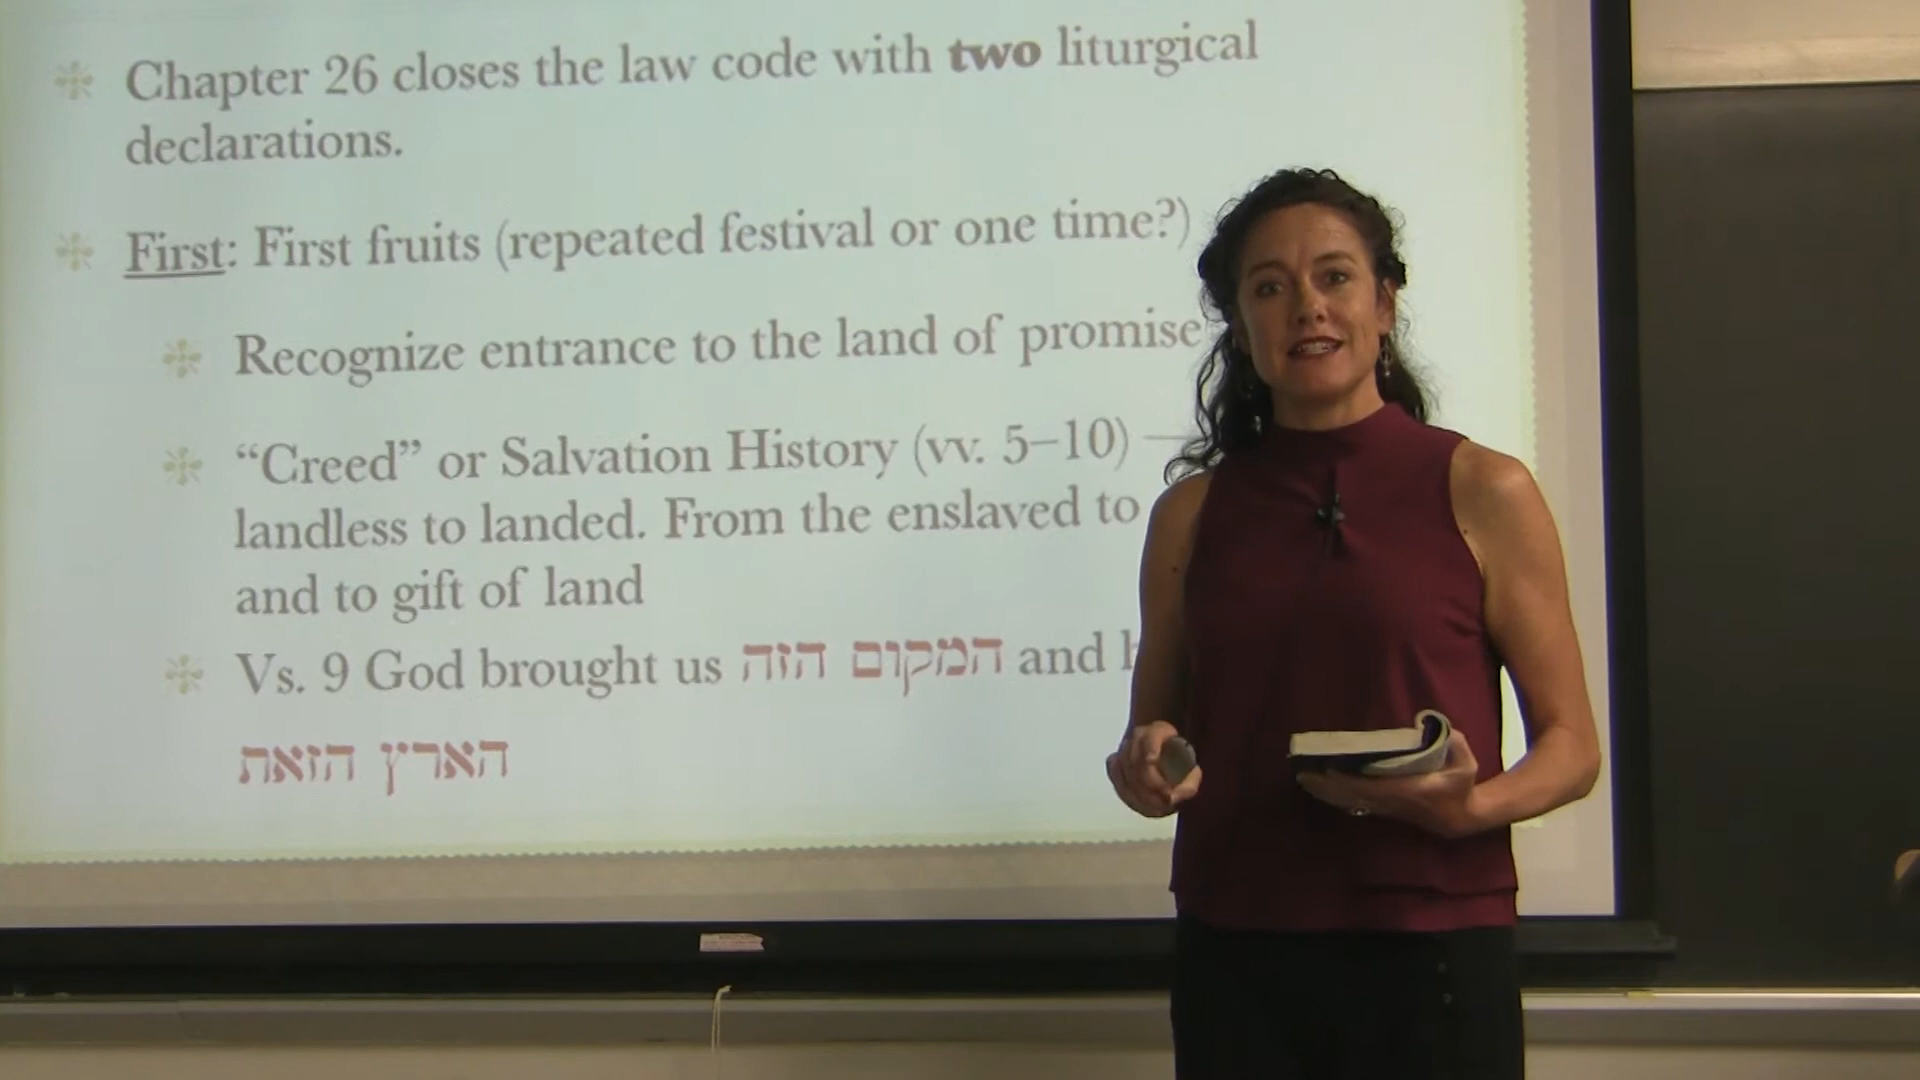 Chapter 26 closes the law code with two liturgical
declarations.
First: First fruits (repeated festival or one time?)
Recognize entrance to the land of promise
“Creed” or Salvation History (vv. 5–10) —
landless to landed. From the enslaved to
and to gift of land
Vs. 9 God brought us המקום הזה and
הארץ הזאת